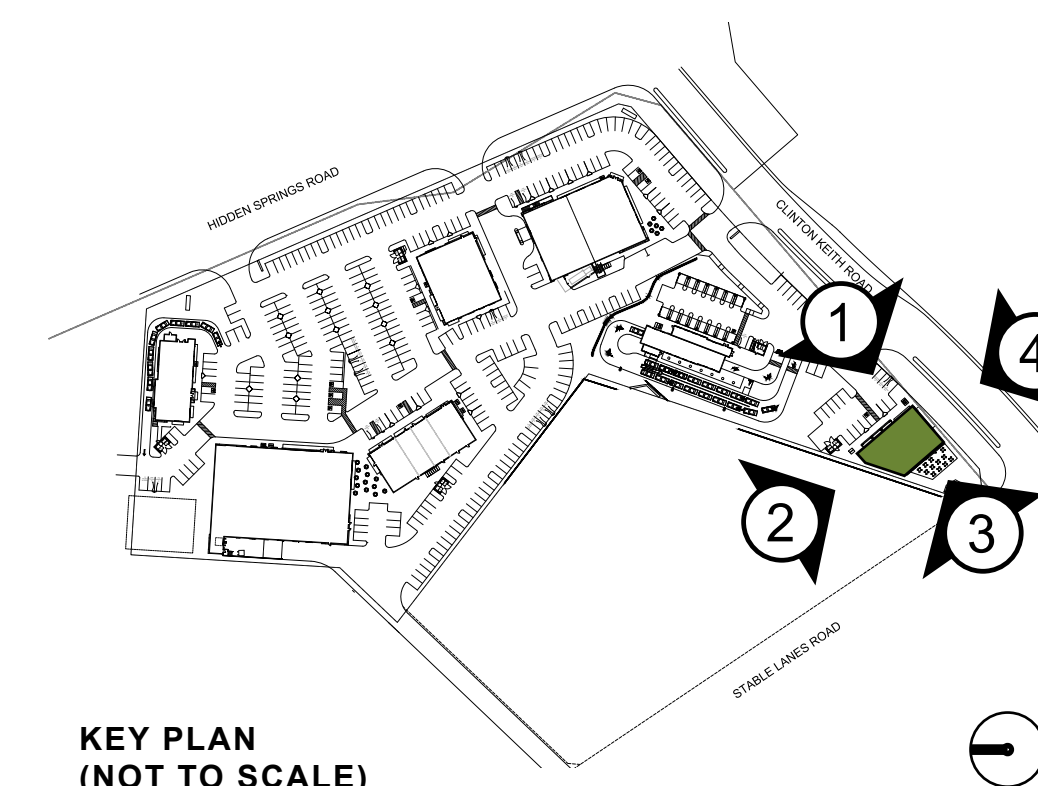 HIDDEN SPRINGS ROAD
CLINTON KEITH ROAD
1
4
2
3
STABLE LANES ROAD
KEY PLAN
(NOT TO SCALE)